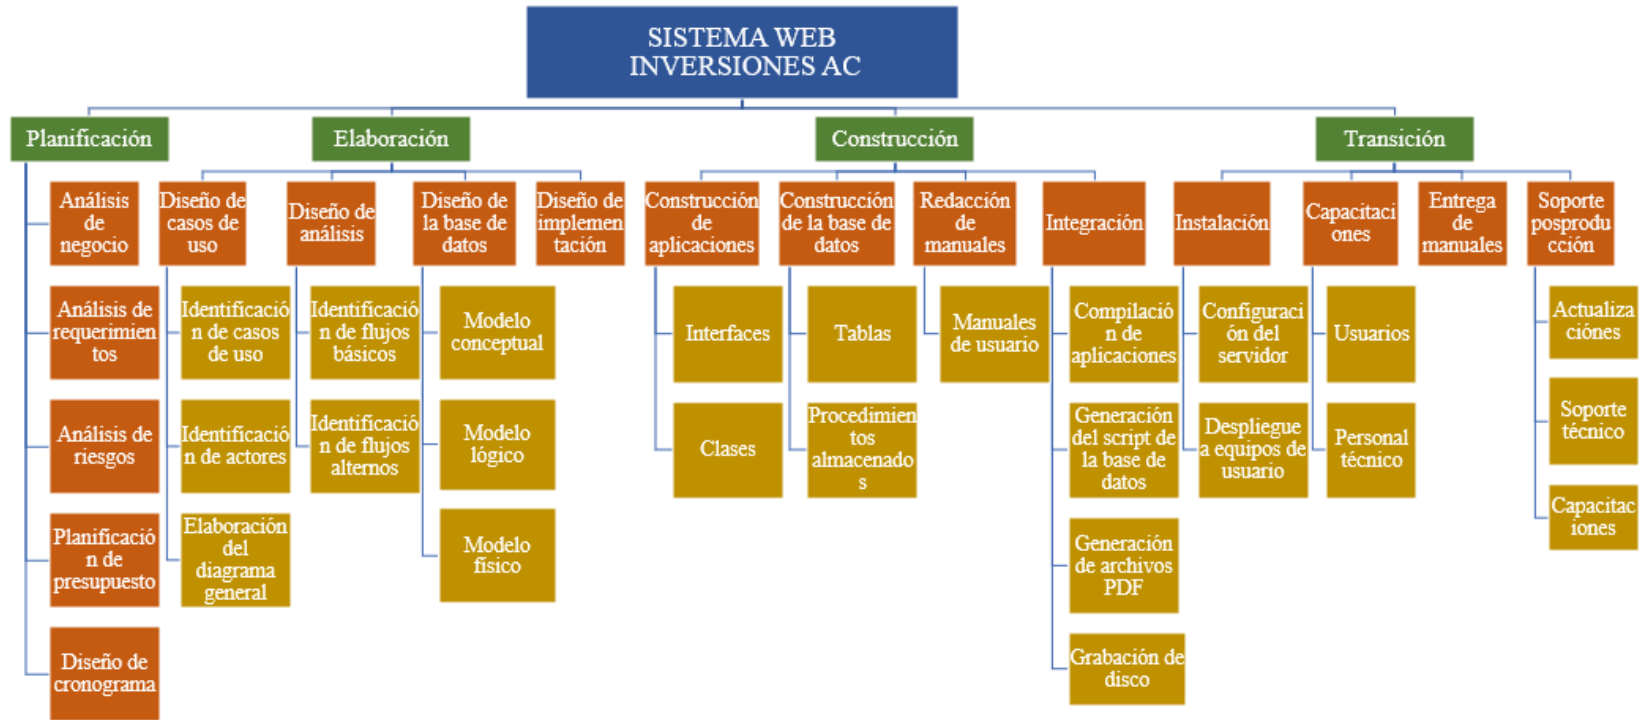 SISTEMA WEB
INVERSIONES AC
Planificación
Elaboración
Construcción
Transición
Análisis
de
negocio
Análisis de
requerimien
tos
Análisis de
riesgos
Planificació
n de
presupuesto
Diseño de
cronograma
Diseño de
casos de
uso
Identificació
n de casos
de uso
Identificació
n de actores
Elaboración
del
diagrama
general
Diseño de
análisis
Identificació
n de flujos
básicos
Identificació
n de flujos
alternos
Diseño de
la base de
datos
Modelo
conceptual
Modelo
lógico
Modelo
físico
Diseño de
implemen
tación
Construcción
de
aplicaciones
Interfaces
Clases
Construcción
de la base de
datos
Tablas
Procedimien
tos
almacenado
s
Redacción
de
manuales
Manuales
de usuario
Integración
Compilació
n de
aplicaciones
Generación
del script de
la base de
datos
Generación
de archivos
PDF
Grabación de
disco
Instalación
Configuraci
ón del
servidor
Despliegue
a equipos de
usuario
Capacitaci
ones
Usuarios
Personal
técnico
Entrega
de
manuales
Soporte
posprodu
cción
Actualiza
ciónes
Soporte
técnico
Capacitac
iones